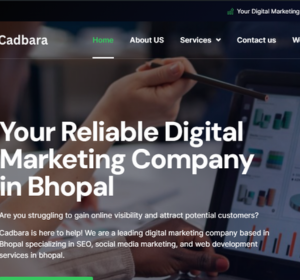 Your Digital Marketing
Cadbara
Home About US Services Contact us
Your Reliable Digital
Marketing Company
in Bhopal
Are you struggling to gain online visibility and attract potential customers?
Cadbara is here to help! We are a leading digital marketing company based in
Bhopal specializing in SEO, social media marketing, and web development
services in bhopal.